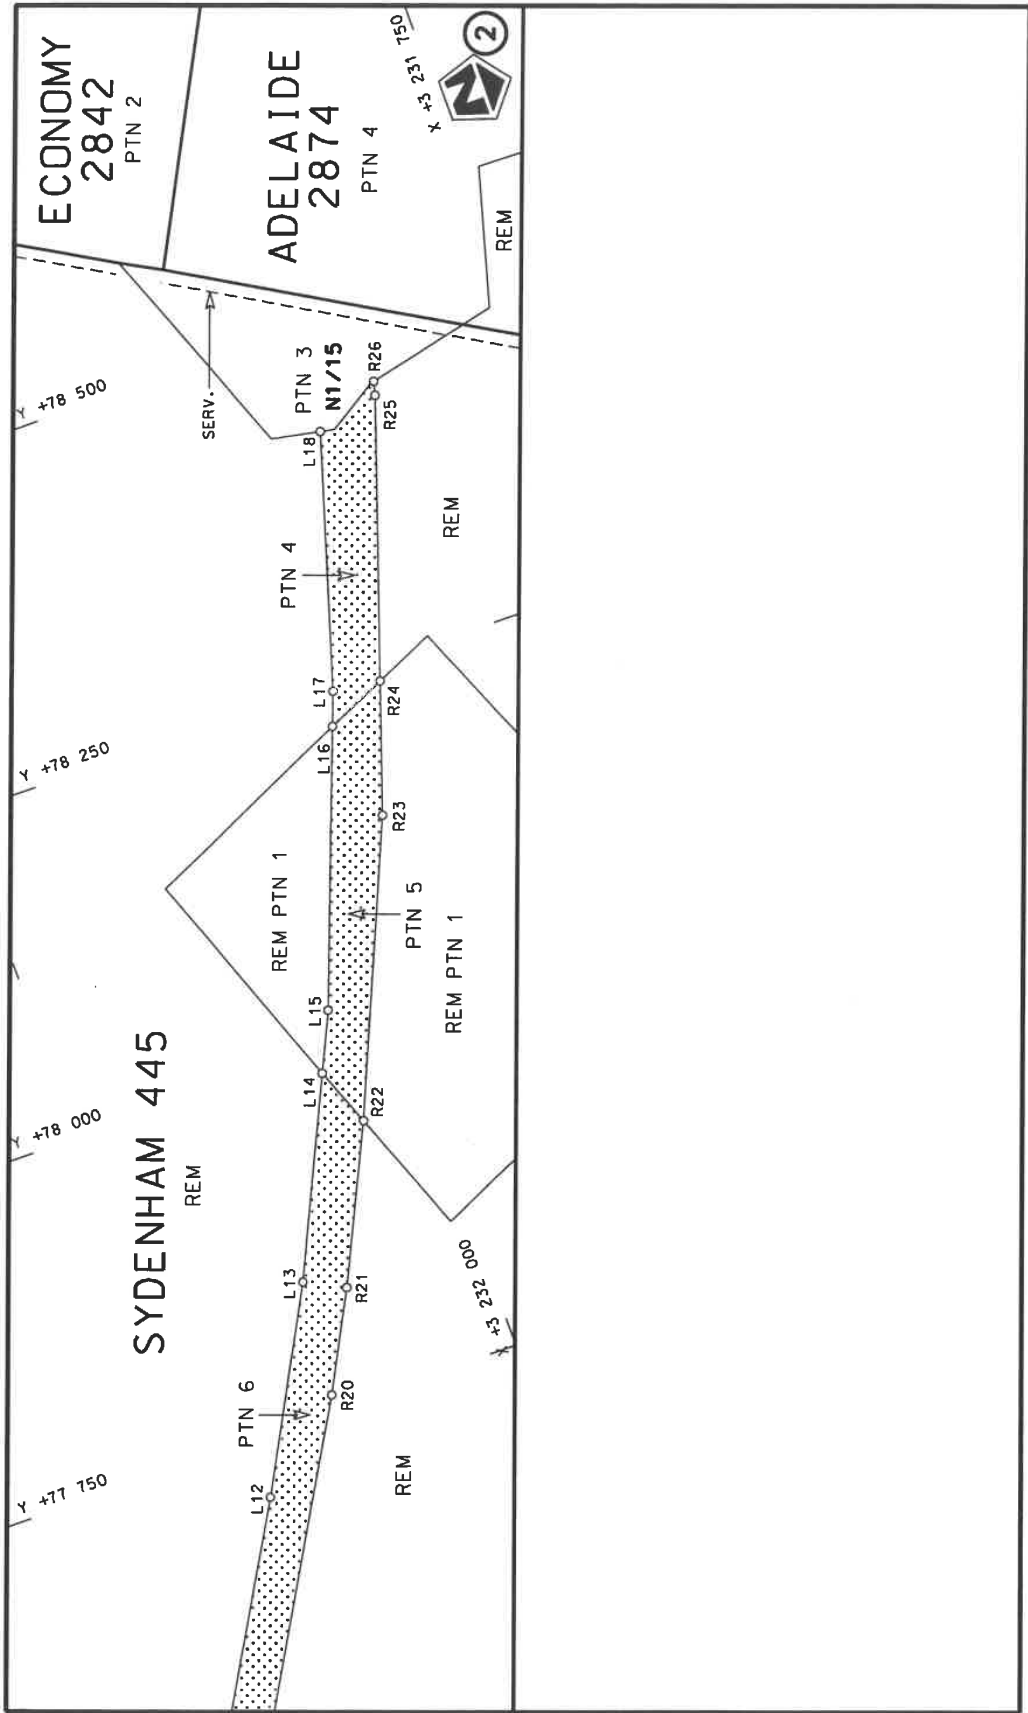 ECONOMY
2842
PTN 2
ADELAIDE
2874
PTN 4
X +3 231 750
2
REM
Y +78 500
SERV.
PTN 3
N1/15
L18
R26
R25
PTN 4
REM
L17
L16
R24
Y +78 250
R23
REM PTN 1
PTN 5
REM PTN 1
L15
L14
R22
Y +78 000
SYDENHAM 445
REM
L13
R21
X +3 232 000
PTN 6
R20
REM
L12
Y +77 750